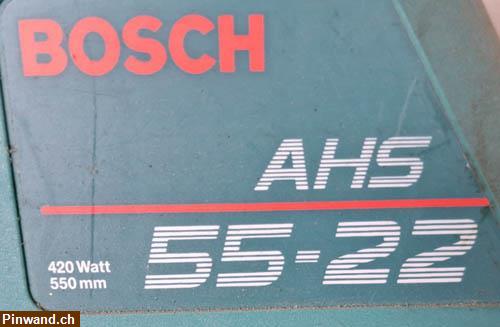 BOSCH
AHS
55-22
420 Watt
550 mm
Pinwand.ch